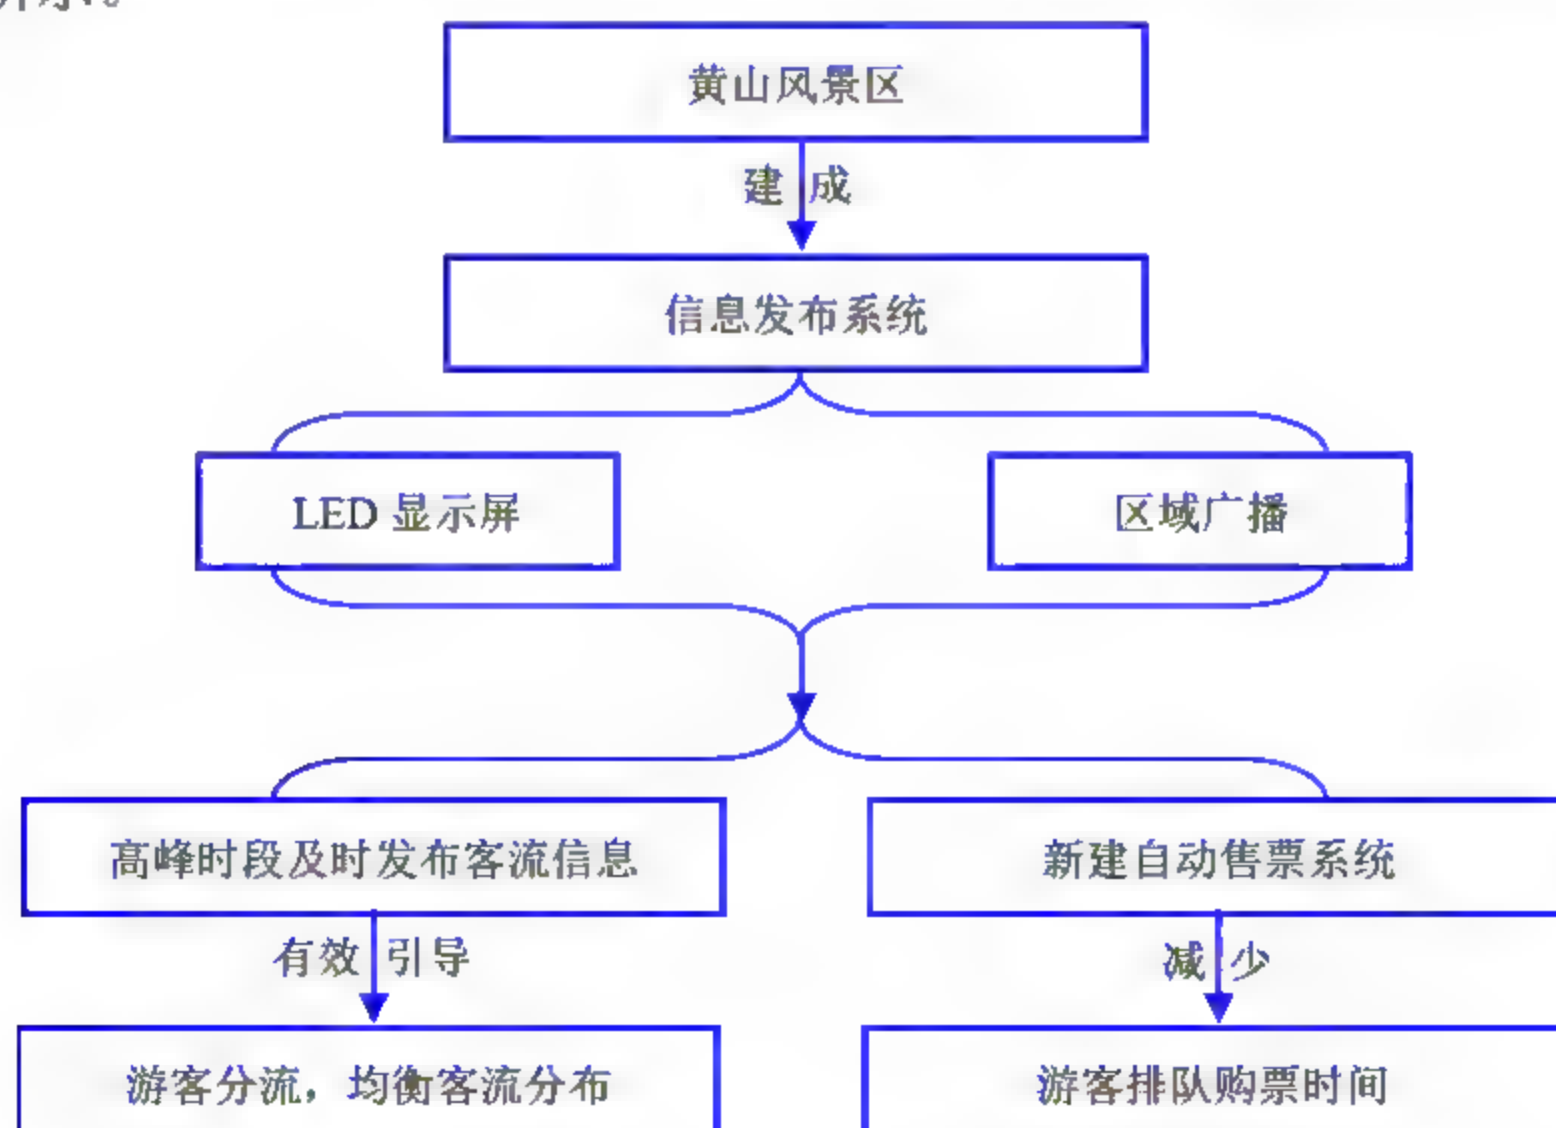 黄山风景区
建 成
信息发布系统
LED 显示屏
区域广播
高峰时段及时发布客流信息
新建自动售票系统
有效 引导
减 少
游客分流，均衡客流分布
游客排队购票时间